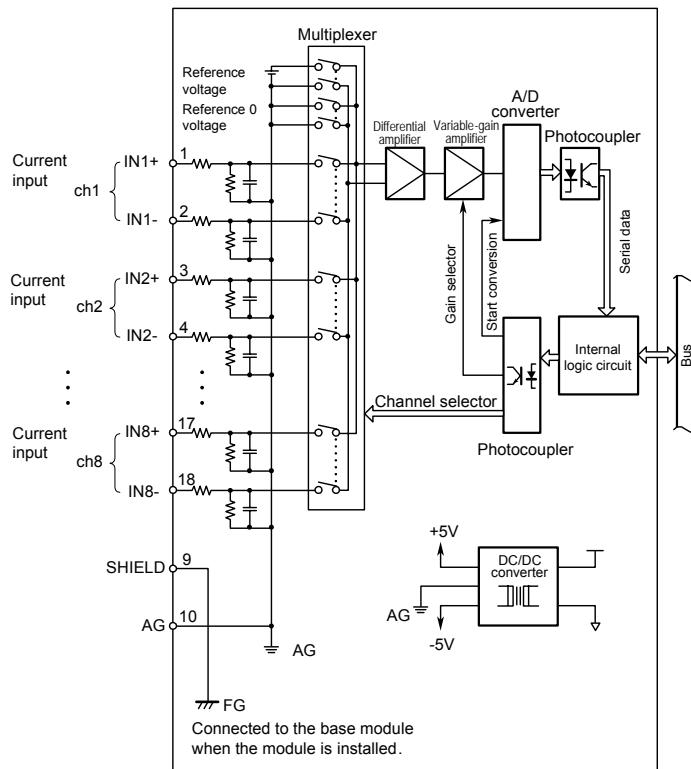 Multiplexer
Reference
voltage
Reference 0
voltage
Differential
amplifier
Variable-gain
amplifier
A/D
converter
Photocoupler
Current
input
ch1
IN1+
1
IN1-
2
Current
input
ch2
IN2+
3
IN2-
4
Gain selector
Start conversion
Serial data
Internal
logic circuit
Bus
Channel selector
Photocoupler
Current
input
ch8
IN8+
17
IN8-
18
SHIELD
9
AG
10
AG
FG
+5V
DC/DC
converter
AG
-5V
Connected to the base module
when the module is installed.